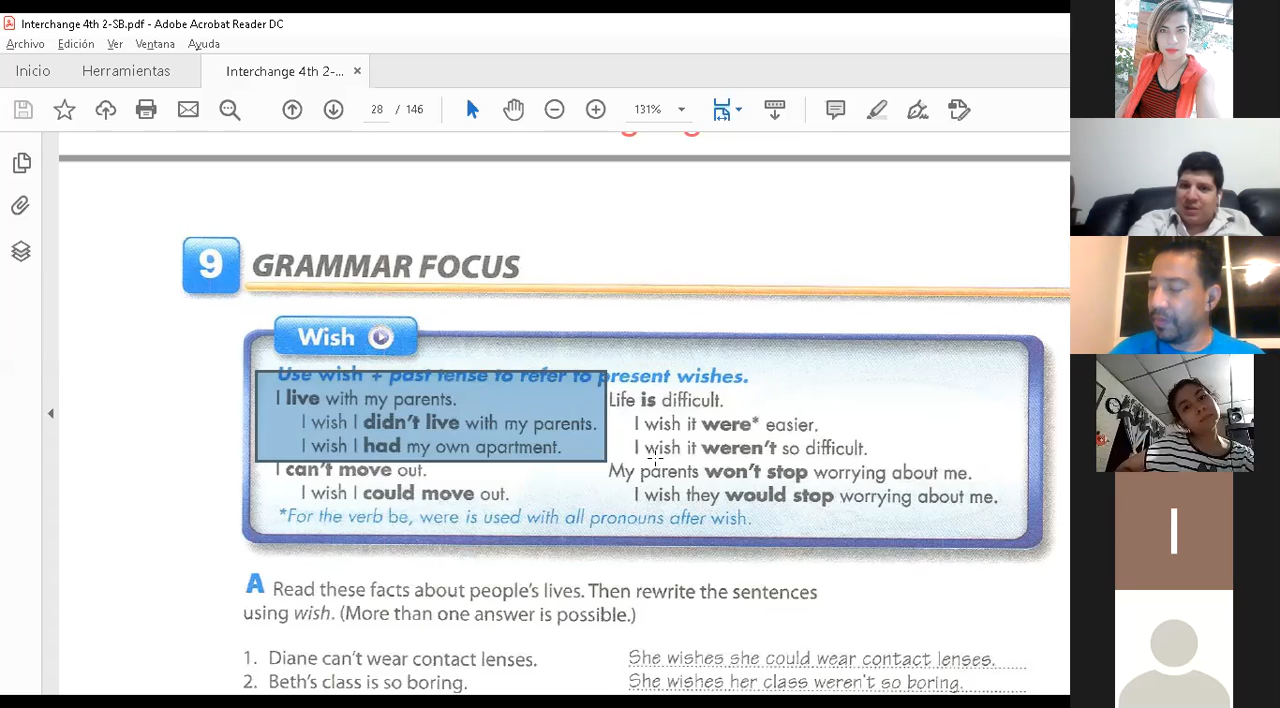 Interchange 4th 2-SB.pdf - Adobe Acrobat Reader DC
Archivo Edición Ver Ventana Ayuda
Inicio Herramientas Interchange 4th 2-... ×
28 / 146 131%
9 GRAMMAR FOCUS
Wish
Use wish + past tense to refer to present wishes.
I live with my parents.
I wish I didn't live with my parents.
I wish I had my own apartment.
I can't move out.
I wish I could move out.
Life is difficult.
I wish it were* easier.
I wish it weren't so difficult.
My parents won't stop worrying about me.
I wish they would stop worrying about me.
*For the verb be, were is used with all pronouns after wish.
A Read these facts about people's lives. Then rewrite the sentences
using wish. (More than one answer is possible.)
1. Diane can't wear contact lenses. She wishes she could wear contact lenses.
2. Beth's class is so boring. She wishes her class weren't so boring.
I